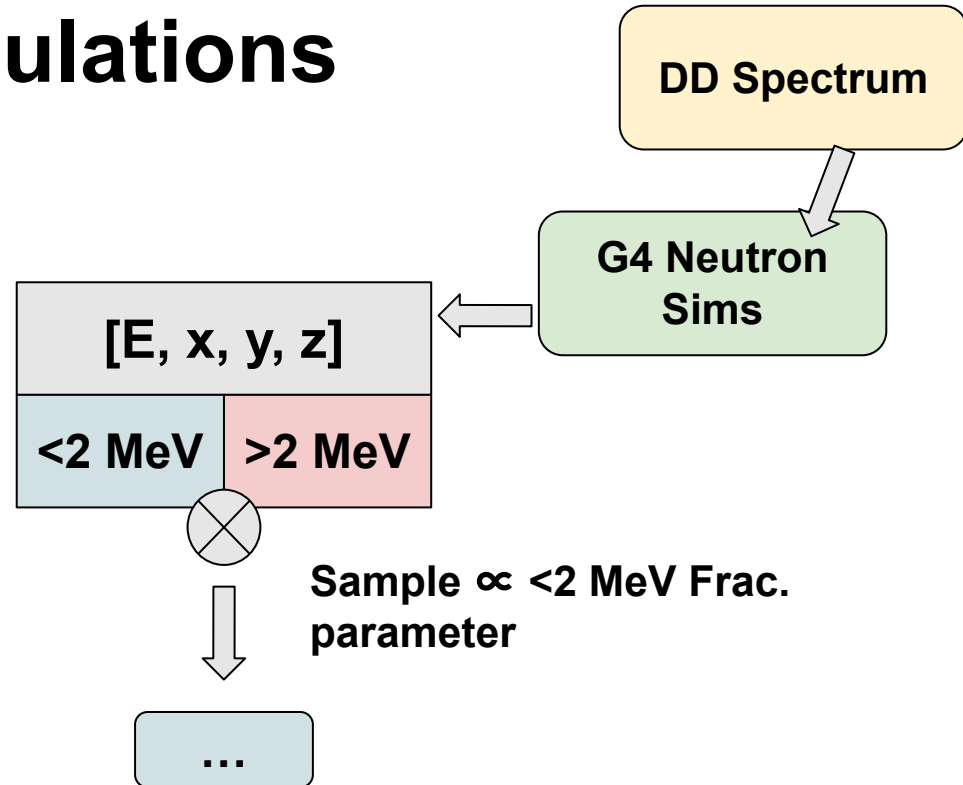 ulations
DD Spectrum
G4 Neutron
Sims
[E, x, y, z]
<2 MeV
>2 MeV
Sample ∝ <2 MeV Frac.
parameter
...